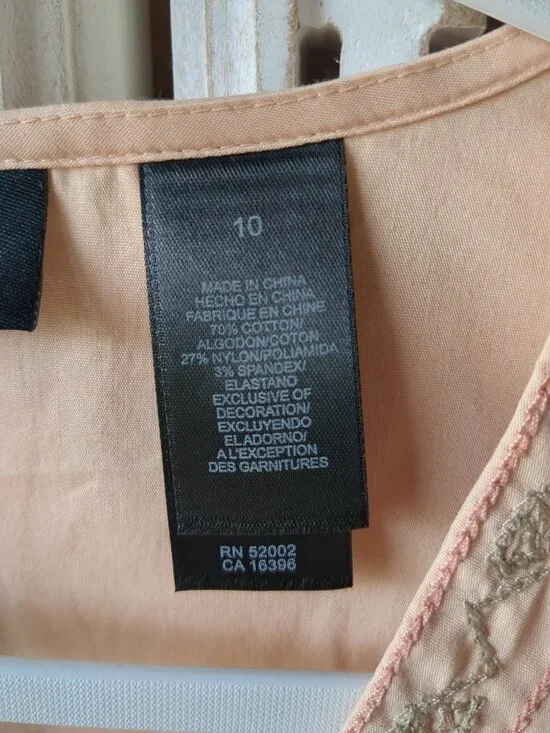 10
MADE IN CHINA
HECHO EN CHINA
FABRIQUE EN CHINE
70% COTTON/
ALGODON/COTON
27% NYLON/POLIAMIDA
3% SPANDEX/
ELASTANO
EXCLUSIVE OF
DECORATION/
EXCLUYENDO
EL ADORNO/
A L'EXCEPTION
DES GARNITURES
RN 52002
CA 16396